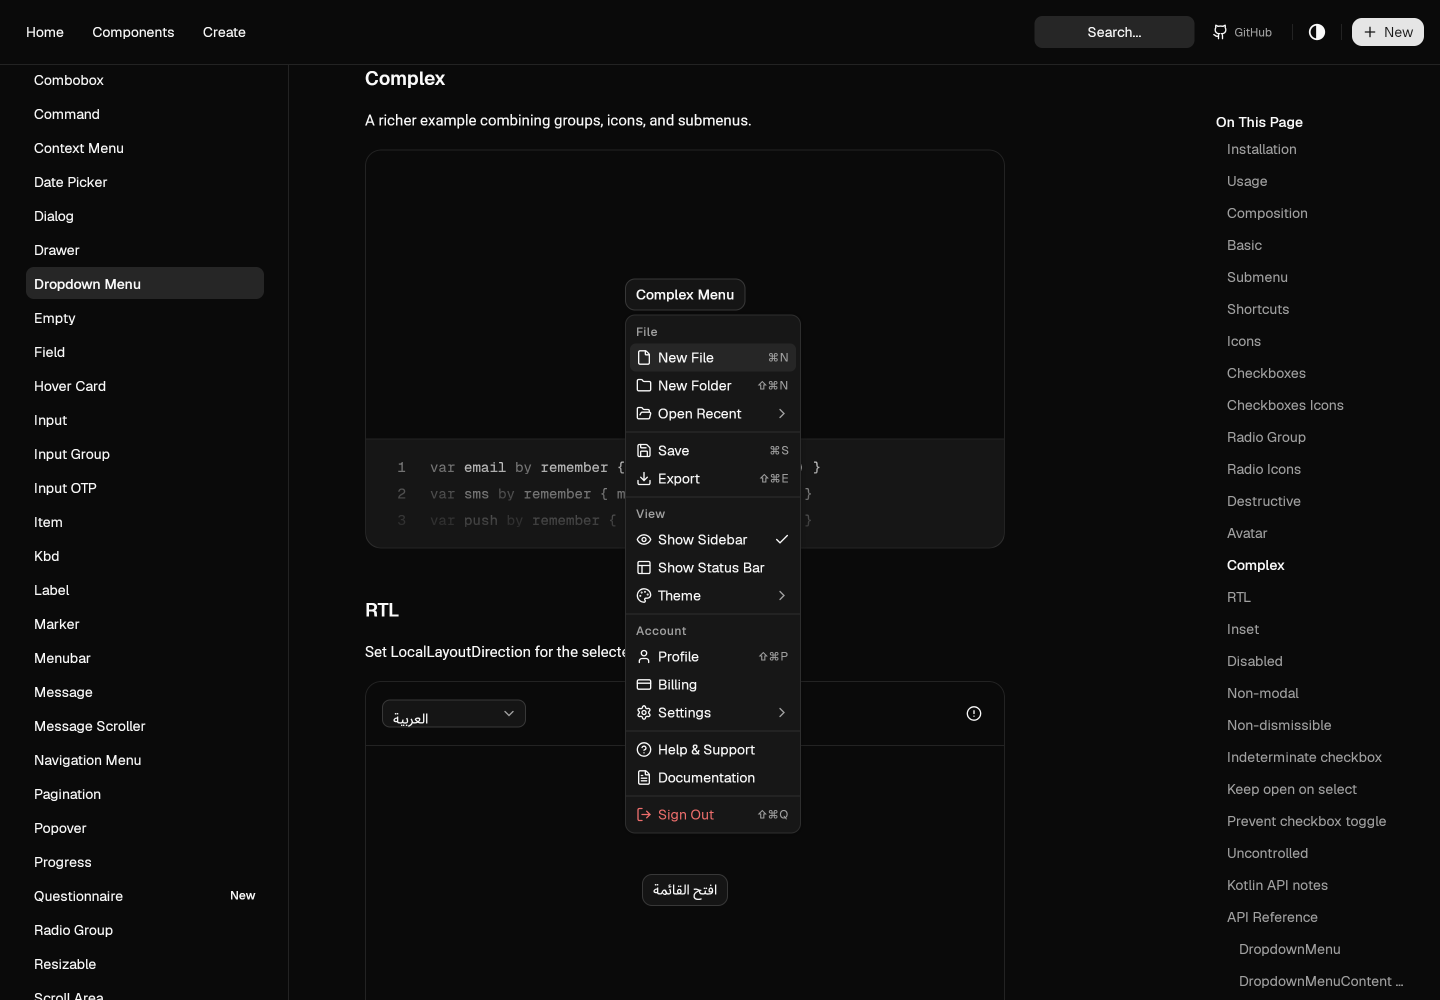 Home
Components
Create
Search...
GitHub
New
Combobox
Command
Context Menu
Date Picker
Dialog
Drawer
Dropdown Menu
Empty
Field
Hover Card
Input
Input Group
Input OTP
Item
Kbd
Label
Marker
Menubar
Message
Message Scroller
Navigation Menu
Pagination
Popover
Progress
Questionnaire New
Radio Group
Resizable
Scroll Area
Complex
A richer example combining groups, icons, and submenus.
Complex Menu
File
New File ⌘N
New Folder ⇧⌘N
Open Recent
Save ⌘S
Export ⇧⌘E
View
Show Sidebar
Show Status Bar
Theme
Account
Profile ⇧⌘P
Billing
Settings
Help & Support
Documentation
Sign Out ⇧⌘Q
1 var email by remember { ) }
2 var sms by remember { m }
3 var push by remember { }
RTL
Set LocalLayoutDirection for the selecte
العربية
افتح القائمة
On This Page
Installation
Usage
Composition
Basic
Submenu
Shortcuts
Icons
Checkboxes
Checkboxes Icons
Radio Group
Radio Icons
Destructive
Avatar
Complex
RTL
Inset
Disabled
Non-modal
Non-dismissible
Indeterminate checkbox
Keep open on select
Prevent checkbox toggle
Uncontrolled
Kotlin API notes
API Reference
DropdownMenu
DropdownMenuContent ...